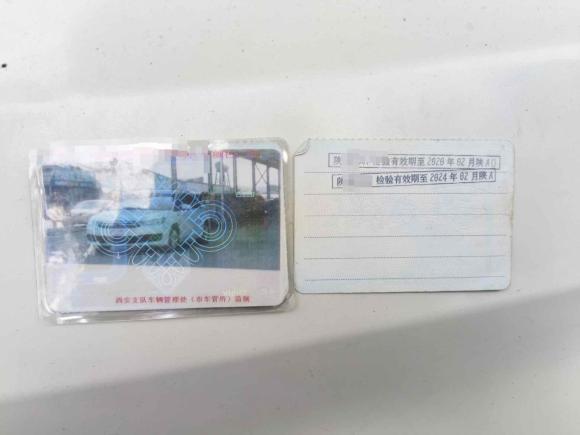 西安支队车辆管理处（市车管所）监制
陕 检验有效期至2020年02月陕A
陕 检验有效期至2024年02月陕A